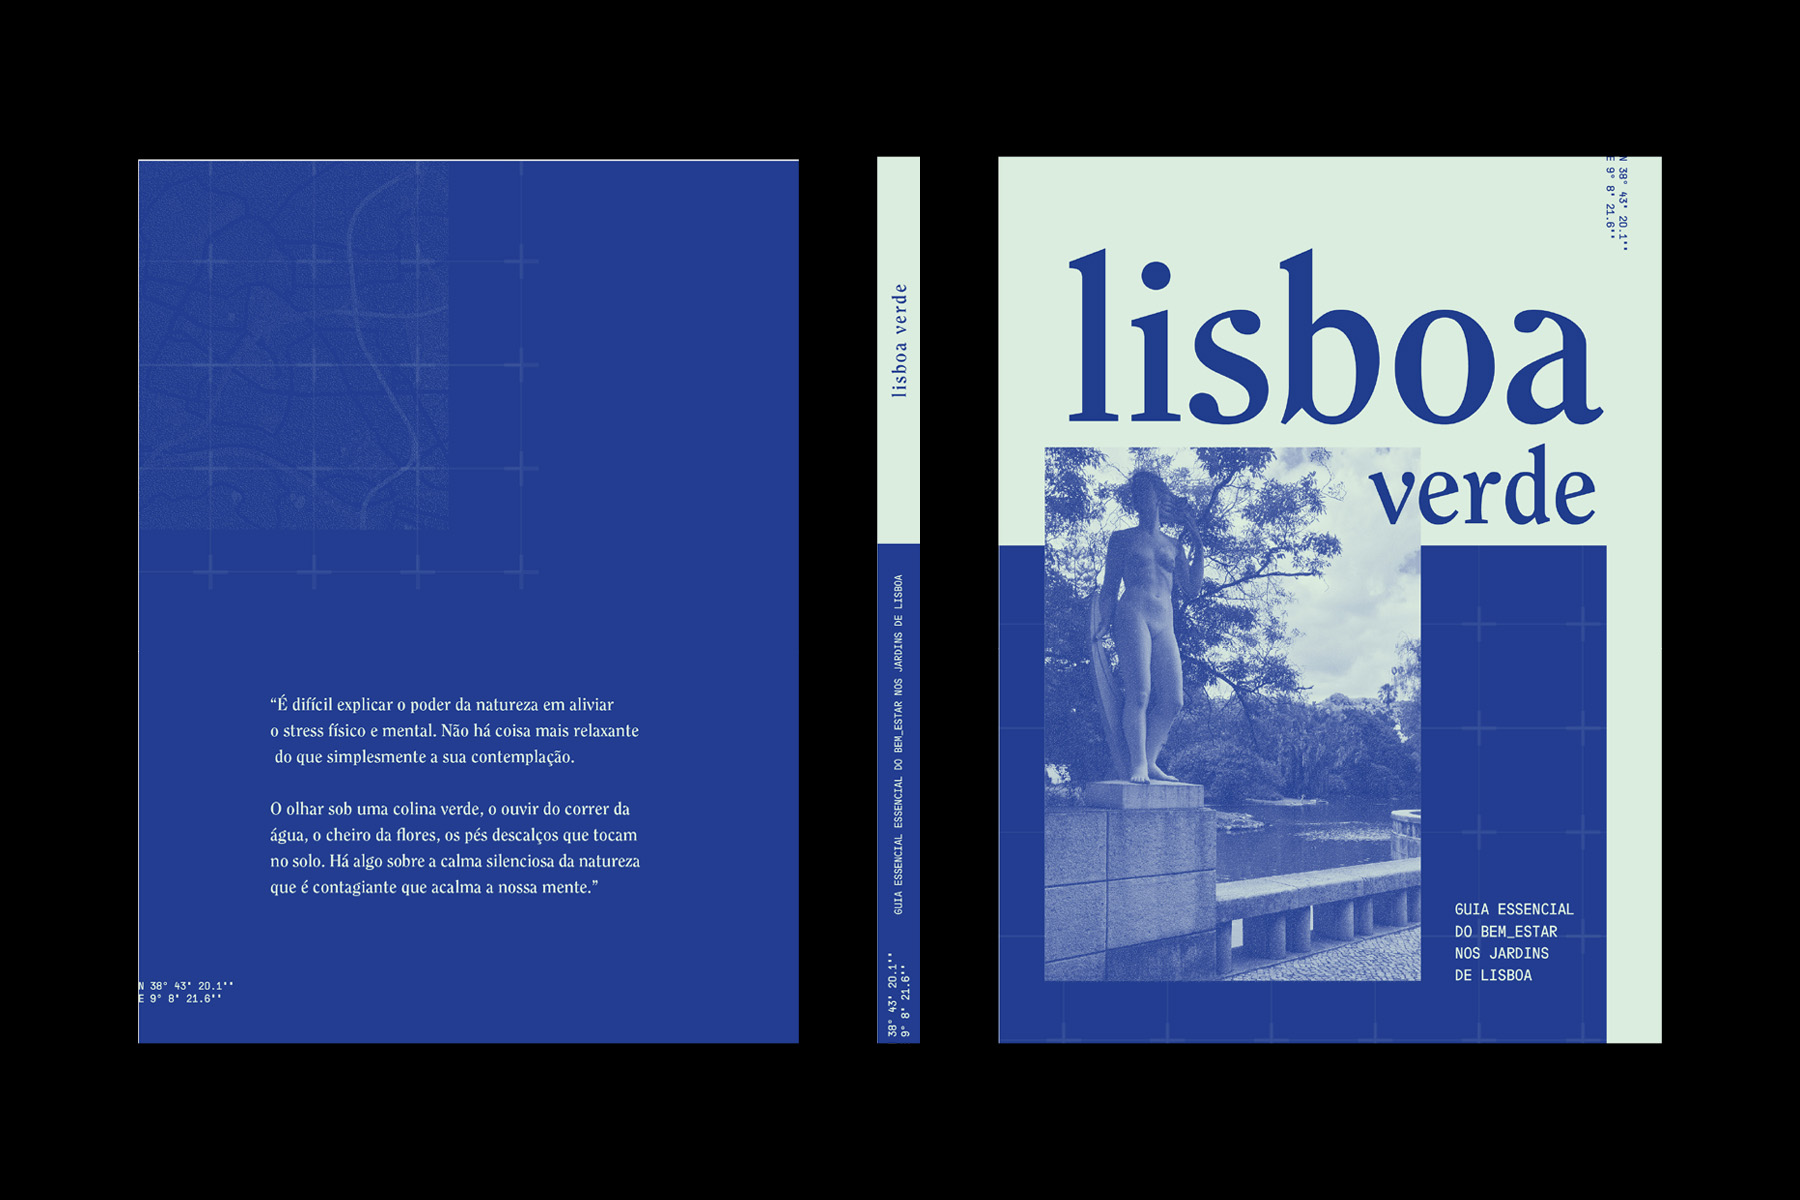 “É difícil explicar o poder da natureza em aliviar
o stress físico e mental. Não há coisa mais relaxante
do que simplesmente a sua contemplação.
O olhar sob uma colina verde, o ouvir do correr da
água, o cheiro da flores, os pés descalços que tocam
no solo. Há algo sobre a calma silenciosa da natureza
que é contagiante que acalma a nossa mente.”
N 38° 43' 20.1''
E 9° 8' 21.6''
lisboa verde
GUIA ESSENCIAL ESSENCIAL DO BEM_ESTAR NOS JARDINS DE LISBOA
38° 43' 20.1''
9° 8' 21.6''
N 38° 43' 20.1''
E 9° 8' 21.6''
lisboa
verde
GUIA ESSENCIAL
DO BEM_ESTAR
NOS JARDINS
DE LISBOA